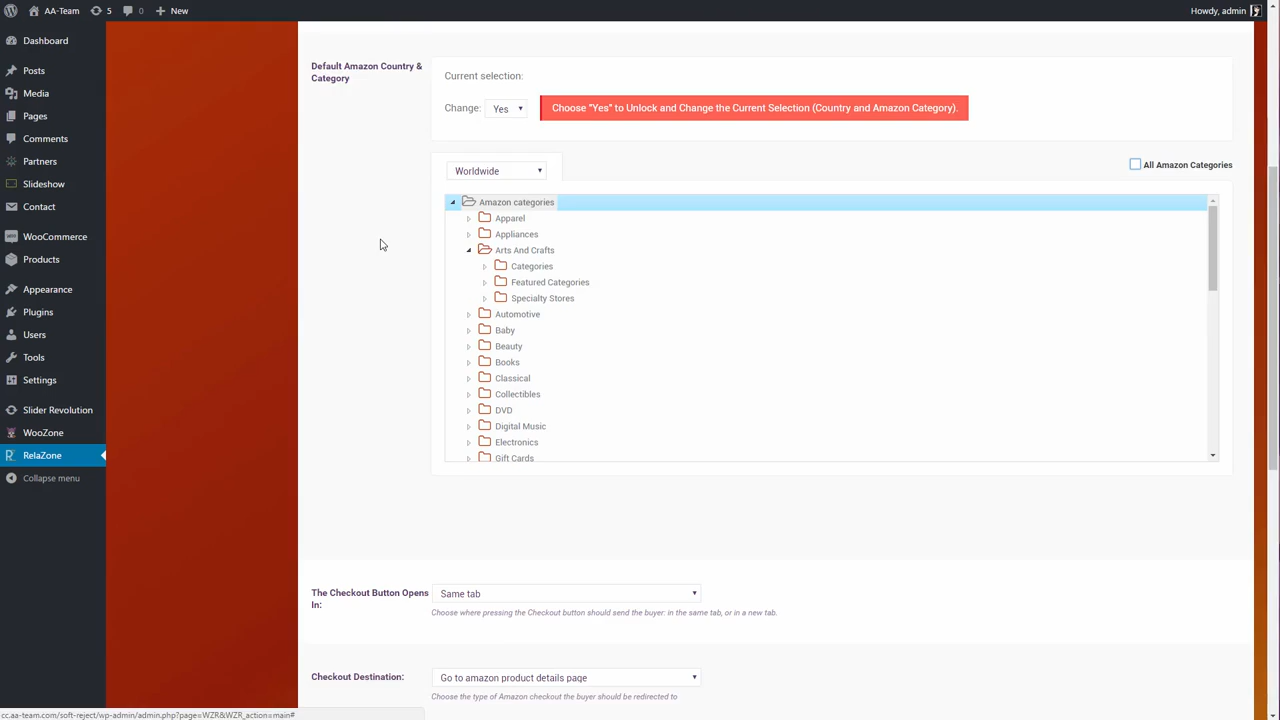 AA-Team 5 0 New Howdy, admin
Dashboard
Posts
Media
Pages
Comments
Partners
Slideshow
Contact
WooCommerce
Products
Appearance
Plugins
Users
Tools
Settings
Slider Revolution
WooZone
RelaZone
Collapse menu
Default Amazon Country &
Category
Current selection:
Change: Yes Choose "Yes" to Unlock and Change the Current Selection (Country and Amazon Category).
Worldwide All Amazon Categories
Amazon categories
Apparel
Appliances
Arts And Crafts
Categories
Featured Categories
Specialty Stores
Automotive
Baby
Beauty
Books
Classical
Collectibles
DVD
Digital Music
Electronics
Gift Cards
The Checkout Button Opens
In:
Same tab
Choose where pressing the Checkout button should send the buyer: in the same tab, or in a new tab.
Checkout Destination:
Go to amazon product details page
Choose the type of Amazon checkout the buyer should be redirected to
cc.aa-team.com/soft-reject/wp-admin/admin.php?page=WZR&WZR_action=main#